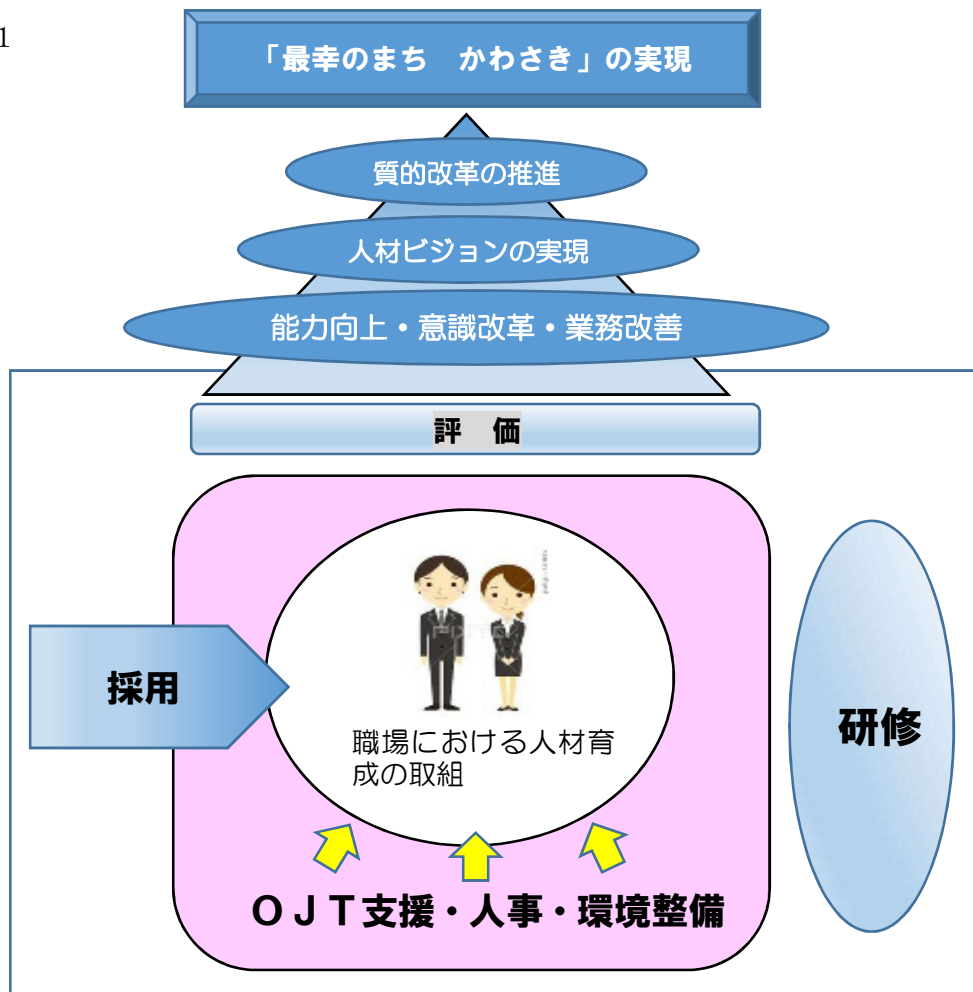 1
「最幸のまち　かわさき」の実現
質的改革の推進
人材ビジョンの実現
能力向上・意識改革・業務改善
評　価
採用
職場における人材育
成の取組
研修
ＯＪＴ支援・人事・環境整備